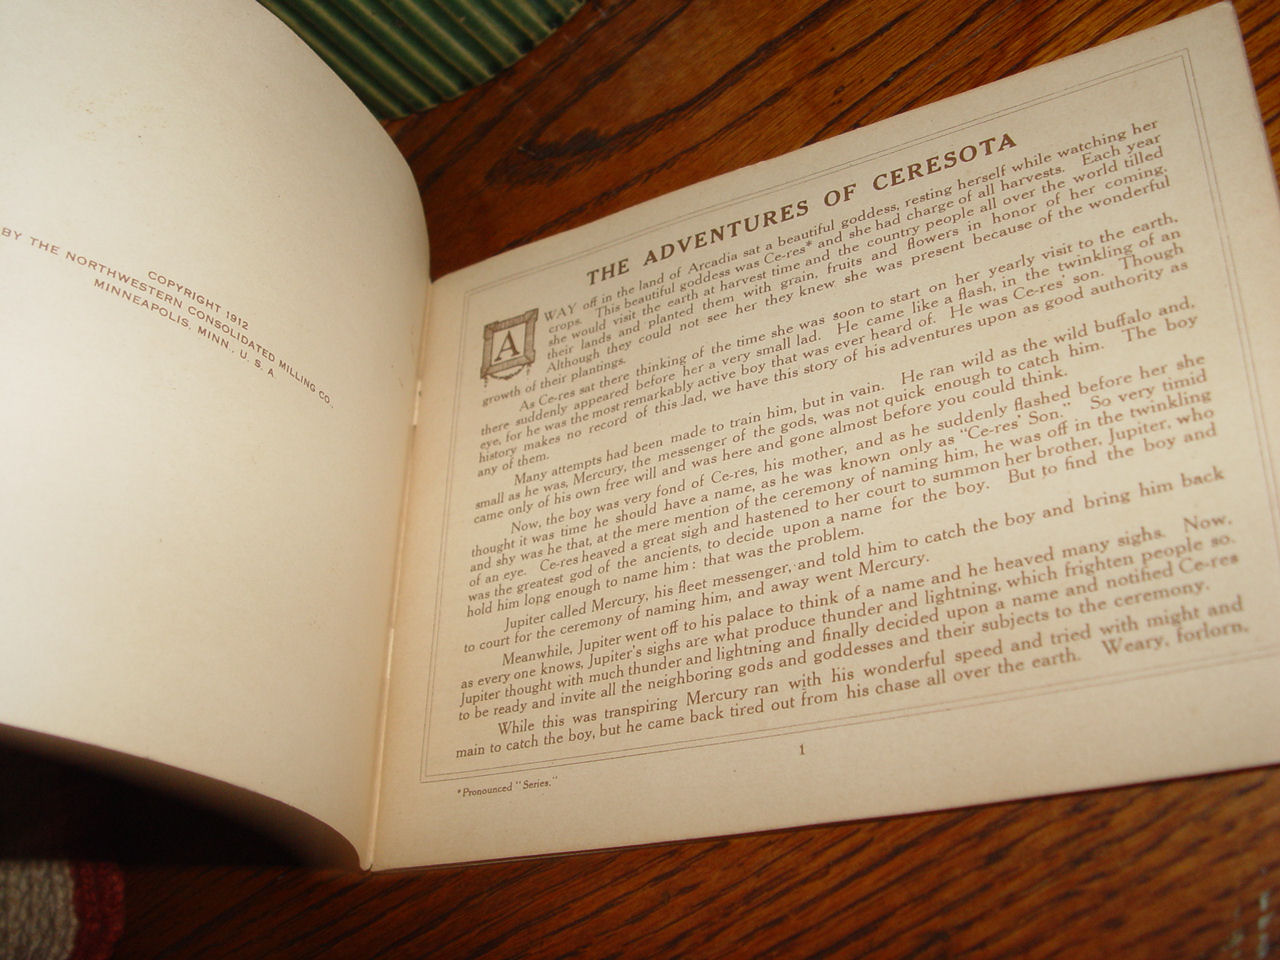 COPYRIGHT 1912
BY THE NORTHWESTERN CONSOLIDATED MILLING CO.,
MINNEAPOLIS, MINN., U. S. A
THE ADVENTURES OF CERESOTA
AWAY off in the land of Arcadia sat a beautiful goddess, resting herself while watching her
crops. This beautiful goddess was Ce-res* and she had charge of all harvests. Each year
she would visit the earth at harvest time and the country people all over the world tilled
their lands and planted them with grain, fruits and flowers in honor of her coming.
Although they could not see her they knew she was present because of the wonderful
growth of their plantings.
As Ce-res sat there thinking of the time she was soon to start on her yearly visit to the earth,
there suddenly appeared before her a very small lad. He came like a flash, in the twinkling of an
eye, for he was the most remarkably active boy that was ever heard of. He was Ce-res' son. Though
history makes no record of this lad, we have this story of his adventures upon as good authority as
any of them.
Many attempts had been made to train him, but in vain. He ran wild as the wild buffalo and,
small as he was, Mercury, the messenger of the gods, was not quick enough to catch him. The boy
came only of his own free will and was here and gone almost before you could think.
Now, the boy was very fond of Ce-res, his mother, and as he suddenly flashed before her she
thought it was time he should have a name, as he was known only as "Ce-res' Son." So very timid
and shy was he that, at the mere mention of the ceremony of naming him, he was off in the twinkling
of an eye. Ce-res heaved a great sigh and hastened to her court to summon her brother, Jupiter, who
was the greatest god of the ancients, to decide upon a name for the boy. But to find the boy and
hold him long enough to name him: that was the problem.
Jupiter called Mercury, his fleet messenger, and told him to catch the boy and bring him back
to court for the ceremony of naming him, and away went Mercury.
Meanwhile, Jupiter went off to his palace to think of a name and he heaved many sighs. Now,
as every one knows, Jupiter's sighs are what produce thunder and lightning, which frighten people so.
Jupiter thought with much thunder and lightning and finally decided upon a name and notified Ce-res
to be ready and invite all the neighboring gods and goddesses and their subjects to the ceremony.
While this was transpiring Mercury ran with his wonderful speed and tried with might and
main to catch the boy, but he came back tired out from his chase all over the earth. Weary, forlorn,
*Pronounced "Series."
1